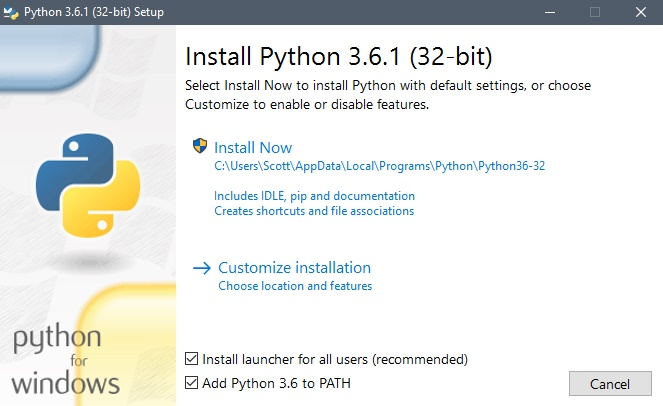 Python 3.6.1 (32-bit) Setup
Install Python 3.6.1 (32-bit)
Select Install Now to install Python with default settings, or choose
Customize to enable or disable features.
Install Now
C:\Users\Scott\AppData\Local\Programs\Python\Python36-32
Includes IDLE, pip and documentation
Creates shortcuts and file associations
Customize installation
Choose location and features
python
for
windows
Install launcher for all users (recommended)
Add Python 3.6 to PATH
Cancel